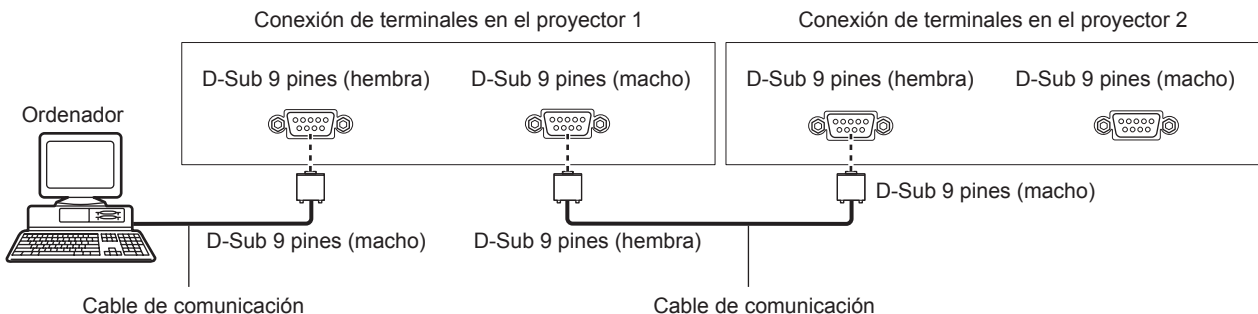 Conexión de terminales en el proyector 1
Conexión de terminales en el proyector 2
D-Sub 9 pines (hembra)
D-Sub 9 pines (macho)
D-Sub 9 pines (hembra)
D-Sub 9 pines (macho)
Ordenador
D-Sub 9 pines (macho)
D-Sub 9 pines (macho)
D-Sub 9 pines (hembra)
Cable de comunicación
Cable de comunicación